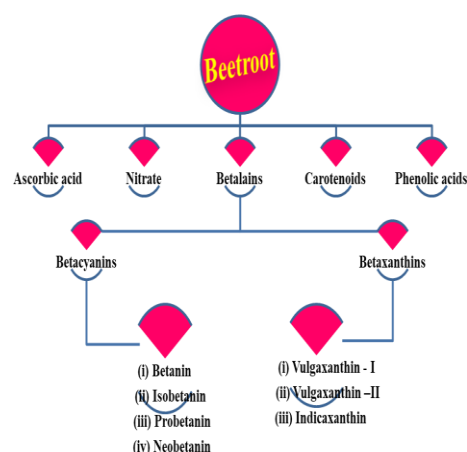 Beetroot
Ascorbic acid
Nitrate
Betalains
Carotenoids
Phenolic acids
Betacyanins
Betaxanthins
(i) Betanin
(ii) Isobetanin
(iii) Probetanin
(iv) Neobetanin
(i) Vulgaxanthin - I
(ii) Vulgaxanthin –II
(iii) Indicaxanthin